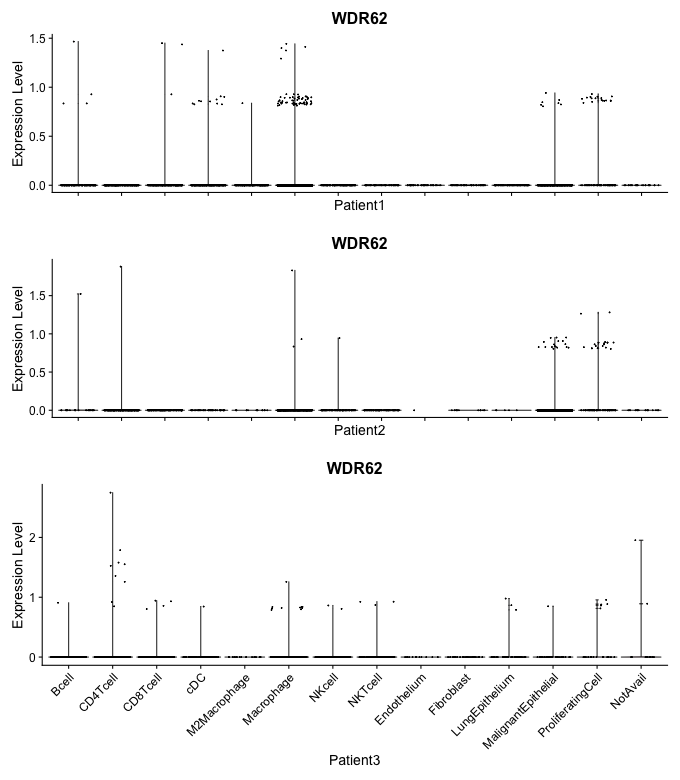 WDR62
Expression Level
1.5
1.0
0.5
0.0
Patient1
WDR62
Expression Level
1.5
1.0
0.5
0.0
Patient2
WDR62
Expression Level
2
1
0
Bcell
CD4Tcell
CD8Tcell
cDC
M2Macrophage
Macrophage
NKcell
NKTcell
Endothelium
Fibroblast
LungEpithelium
MalignantEpithelial
ProliferatingCell
NotAvail
Patient3